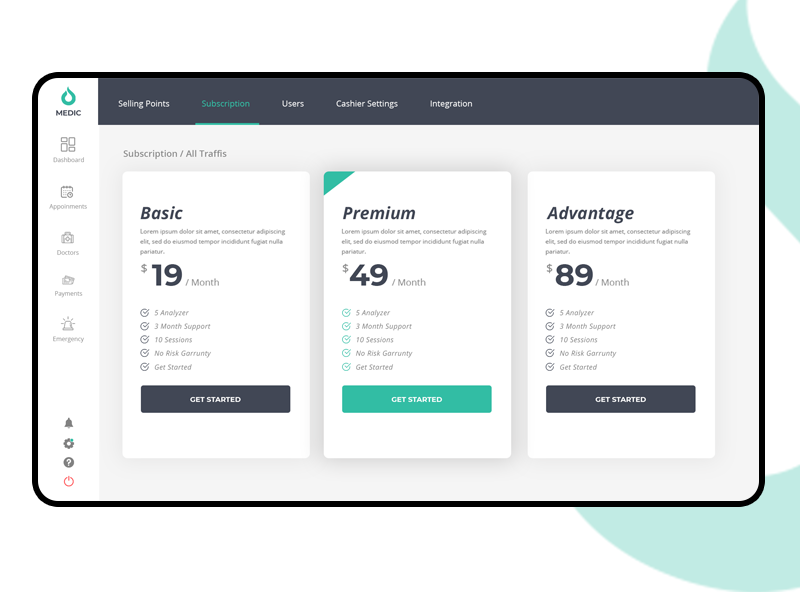 MEDIC
Dashboard
Appoinments
Doctors
Payments
Emergency
Selling Points
Subscription
Users
Cashier Settings
Integration
Subscription / All Traffis
Basic
Lorem ipsum dolor sit amet, consectetur adipiscing
elit, sed do eiusmod tempor incididunt fugiat nulla
pariatur.
$ 19 / Month
5 Analyzer
3 Month Support
10 Sessions
No Risk Garrunty
Get Started
GET STARTED
Premium
Lorem ipsum dolor sit amet, consectetur adipiscing
elit, sed do eiusmod tempor incididunt fugiat nulla
pariatur.
$ 49 / Month
5 Analyzer
3 Month Support
10 Sessions
No Risk Garrunty
Get Started
GET STARTED
Advantage
Lorem ipsum dolor sit amet, consectetur adipiscing
elit, sed do eiusmod tempor incididunt fugiat nulla
pariatur.
$ 89 / Month
5 Analyzer
3 Month Support
10 Sessions
No Risk Garrunty
Get Started
GET STARTED